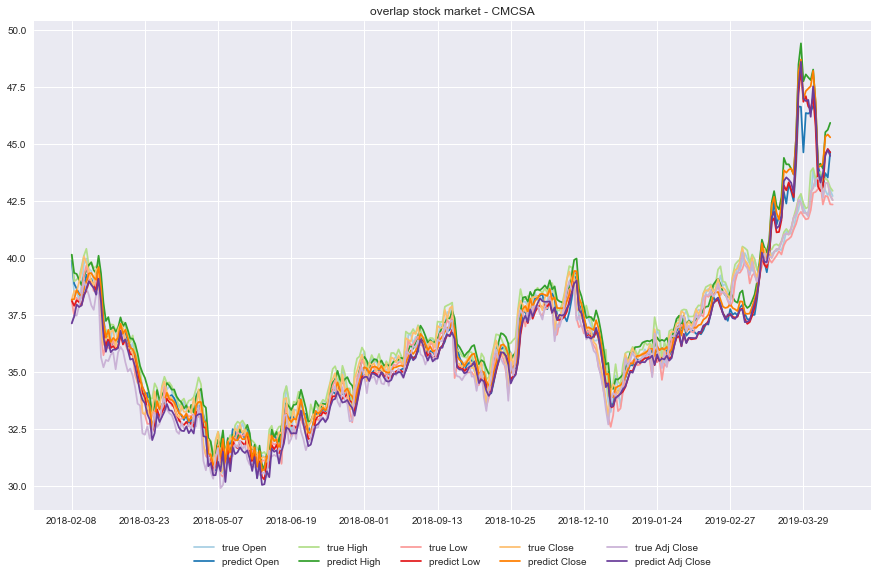 overlap stock market - CMCSA
50.0
47.5
45.0
42.5
40.0
37.5
35.0
32.5
30.0
2018-02-08 2018-03-23 2018-05-07 2018-06-19 2018-08-01 2018-09-13 2018-10-25 2018-12-10 2019-01-24 2019-02-27 2019-03-29
true Open true High true Low true Close true Adj Close
predict Open predict High predict Low predict Close predict Adj Close